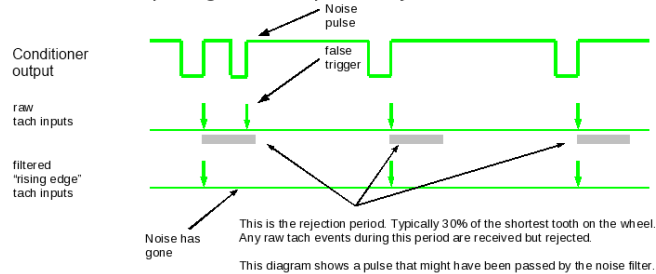 Noise
pulse
Conditioner
output
false
trigger
raw
tach inputs
filtered
"rising edge"
tach inputs
Noise has
gone
This is the rejection period. Typically 30% of the shortest tooth on the wheel.
Any raw tach events during this period are received but rejected.
This diagram shows a pulse that might have been passed by the noise filter.